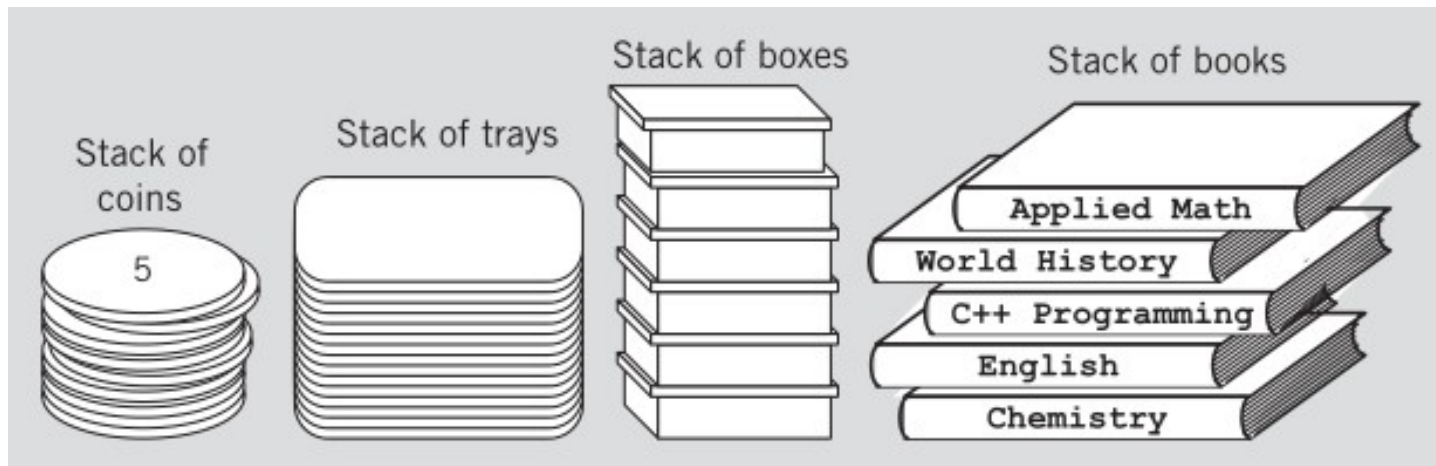 Stack of
coins
5
Stack of trays
Stack of boxes
Stack of books
Applied Math
World History
C++ Programming
English
Chemistry